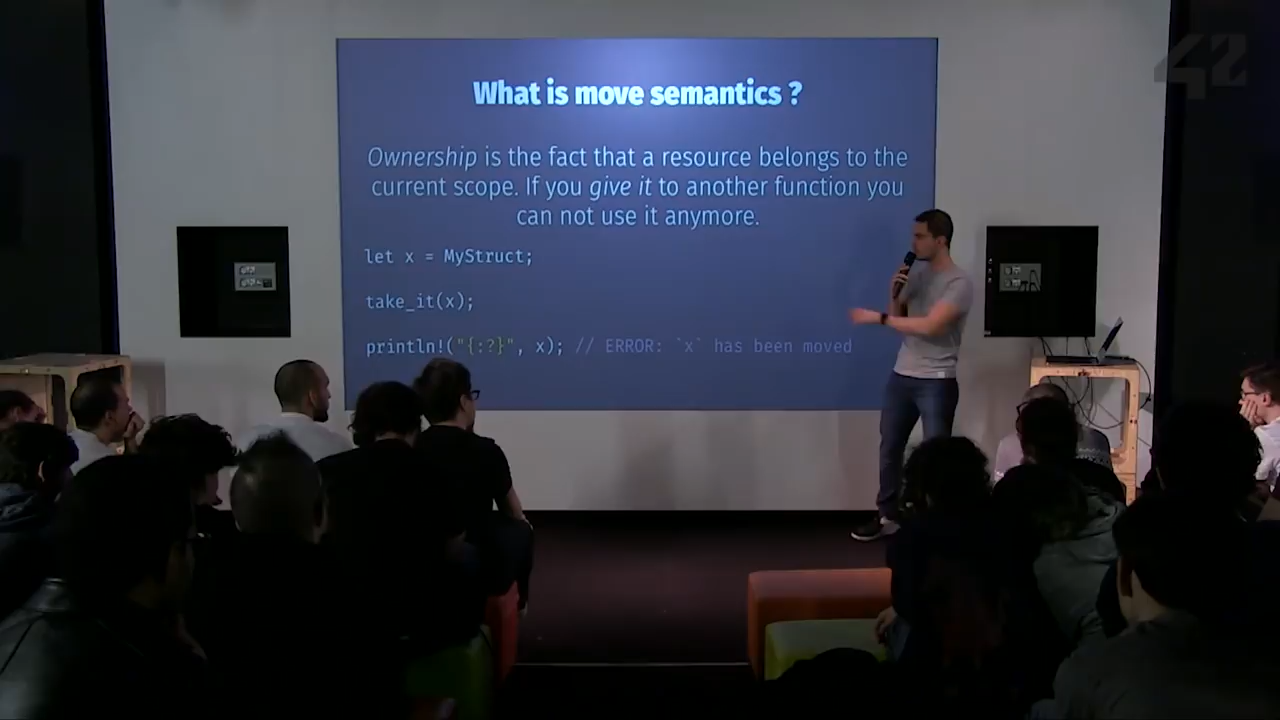 42
What is move semantics ?
Ownership is the fact that a resource belongs to the
current scope. If you give it to another function you
can not use it anymore.
let x = MyStruct;
take_it(x);
println!("{:?}", x); // ERROR: `x` has been moved